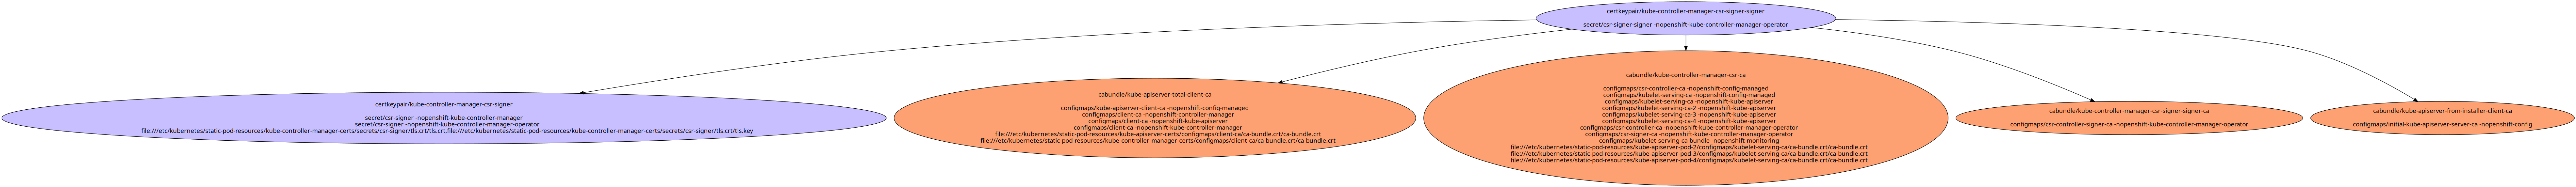 certkeypair/kube-controller-manager-csr-signer-signer
secret/csr-signer-signer -nopenshift-kube-controller-manager-operator
certkeypair/kube-controller-manager-csr-signer
secret/csr-signer -nopenshift-kube-controller-manager
secret/csr-signer -nopenshift-kube-controller-manager-operator
file:///etc/kubernetes/static-pod-resources/kube-controller-manager-certs/secrets/csr-signer/tls.crt/tls.crt,file:///etc/kubernetes/static-pod-resources/kube-controller-manager-certs/secrets/csr-signer/tls.crt/tls.key
cabundle/kube-apiserver-total-client-ca
configmaps/kube-apiserver-client-ca -nopenshift-config-managed
configmaps/client-ca -nopenshift-controller-manager
configmaps/client-ca -nopenshift-kube-apiserver
configmaps/client-ca -nopenshift-kube-controller-manager
file:///etc/kubernetes/static-pod-resources/kube-apiserver-certs/configmaps/client-ca/ca-bundle.crt/ca-bundle.crt
file:///etc/kubernetes/static-pod-resources/kube-controller-manager-certs/configmaps/client-ca/ca-bundle.crt/ca-bundle.crt
cabundle/kube-controller-manager-csr-ca
configmaps/csr-controller-ca -nopenshift-config-managed
configmaps/kubelet-serving-ca -nopenshift-config-managed
configmaps/kubelet-serving-ca -nopenshift-kube-apiserver
configmaps/kubelet-serving-ca-2 -nopenshift-kube-apiserver
configmaps/kubelet-serving-ca-3 -nopenshift-kube-apiserver
configmaps/kubelet-serving-ca-4 -nopenshift-kube-apiserver
configmaps/csr-controller-ca -nopenshift-kube-controller-manager-operator
configmaps/csr-signer-ca -nopenshift-kube-controller-manager-operator
configmaps/kubelet-serving-ca-bundle -nopenshift-monitoring
file:///etc/kubernetes/static-pod-resources/kube-apiserver-pod-2/configmaps/kubelet-serving-ca/ca-bundle.crt/ca-bundle.crt
file:///etc/kubernetes/static-pod-resources/kube-apiserver-pod-3/configmaps/kubelet-serving-ca/ca-bundle.crt/ca-bundle.crt
file:///etc/kubernetes/static-pod-resources/kube-apiserver-pod-4/configmaps/kubelet-serving-ca/ca-bundle.crt/ca-bundle.crt
cabundle/kube-controller-manager-csr-signer-signer-ca
configmaps/csr-controller-signer-ca -nopenshift-kube-controller-manager-operator
cabundle/kube-apiserver-from-installer-client-ca
configmaps/initial-kube-apiserver-server-ca -nopenshift-config